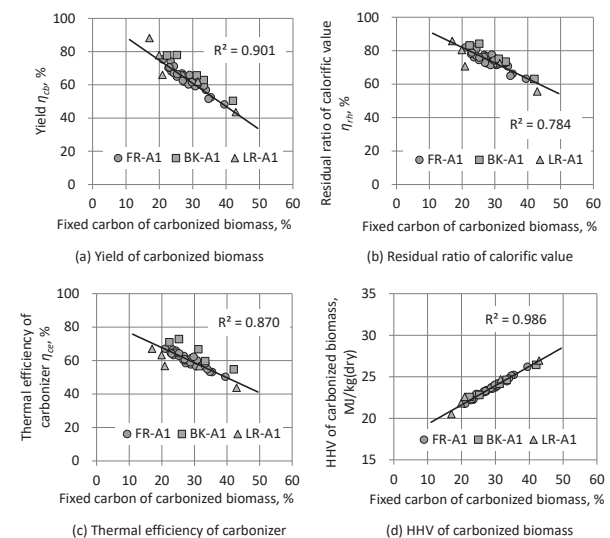 100
80
60
40
20
0
Yield ηcb, %
R² = 0.901
FR-A1 BK-A1 LR-A1
0 10 20 30 40 50 60
Fixed carbon of carbonized biomass, %
(a) Yield of carbonized biomass
100
80
60
40
20
0
Residual ratio of calorific value
ηrh, %
R² = 0.784
FR-A1 BK-A1 LR-A1
0 10 20 30 40 50 60
Fixed carbon of carbonized biomass, %
(b) Residual ratio of calorific value
100
80
60
40
20
0
Thermal efficiency of
carbonizer ηce, %
R² = 0.870
FR-A1 BK-A1 LR-A1
0 10 20 30 40 50 60
Fixed carbon of carbonized biomass, %
(c) Thermal efficiency of carbonizer
35
30
25
20
15
HHV of carbonized biomass,
MJ/kg(dry)
R² = 0.986
FR-A1 BK-A1 LR-A1
0 10 20 30 40 50 60
Fixed carbon of carbonized biomass, %
(d) HHV of carbonized biomass